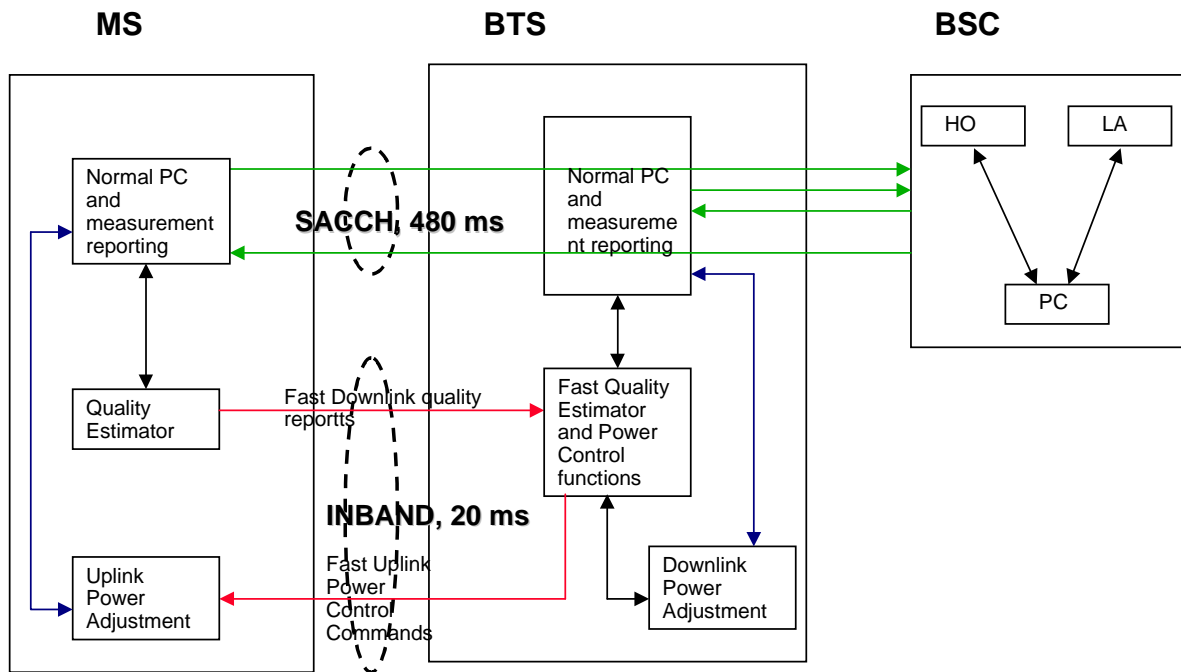 MS
BTS
BSC
HO
LA
PC
Normal PC
and
measurement
reporting
SACCH, 480 ms
Normal PC
and
measureme
nt reporting
Quality
Estimator
Fast Downlink quality
reportts
Fast Quality
Estimator
and Power
Control
functions
INBAND, 20 ms
Uplink
Power
Adjustment
Fast Uplink
Power
Control
Commands
Downlink
Power
Adjustment